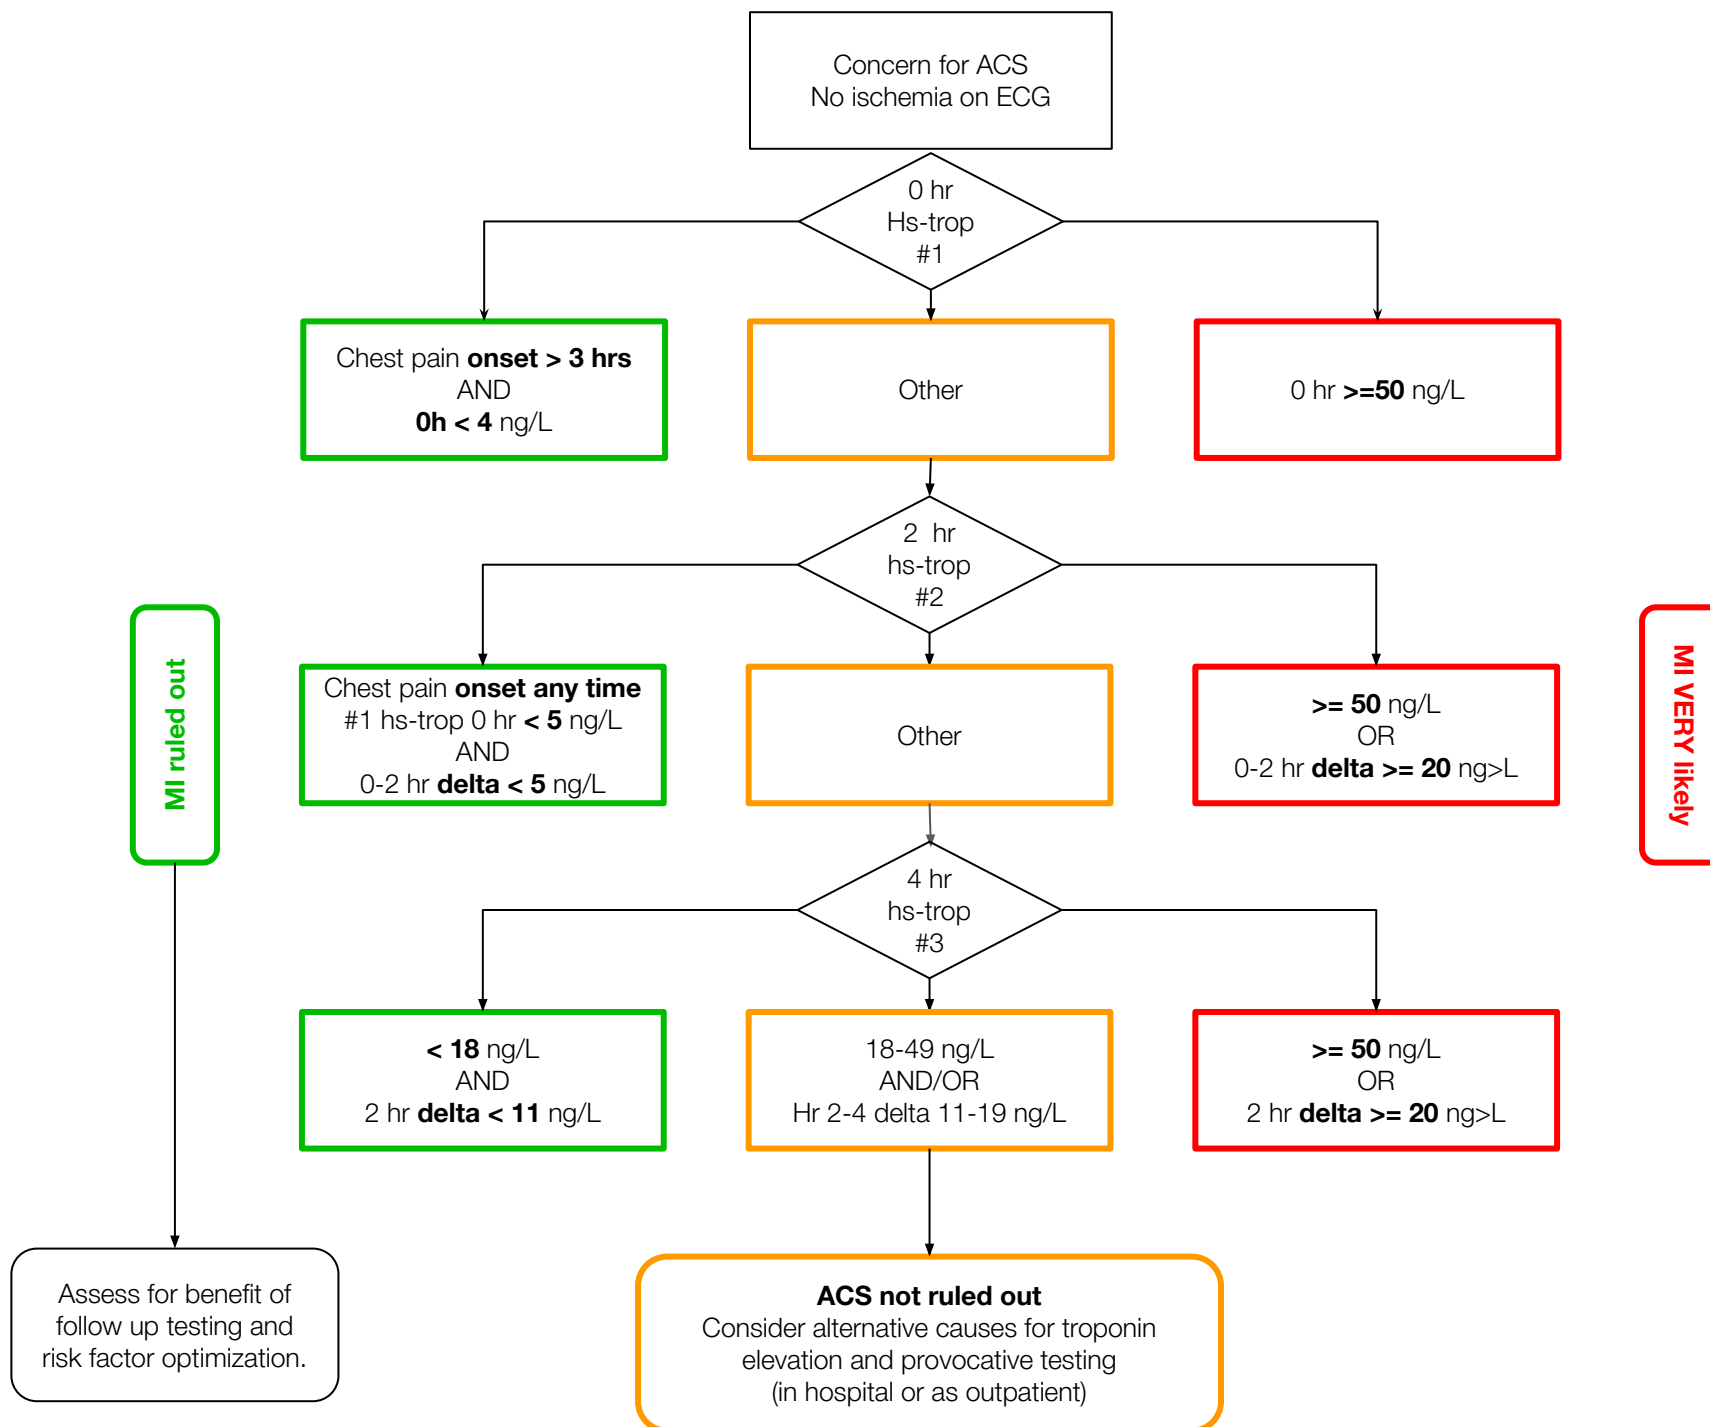 Concern for ACS
No ischemia on ECG
0 hr
Hs-trop
#1
Chest pain onset > 3 hrs
AND
0h < 4 ng/L
Other
0 hr >=50 ng/L
2 hr
hs-trop
#2
MI ruled out
Chest pain onset any time
#1 hs-trop 0 hr < 5 ng/L
AND
0-2 hr delta < 5 ng/L
Other
>= 50 ng/L
OR
0-2 hr delta >= 20 ng>L
MI VERY likely
4 hr
hs-trop
#3
< 18 ng/L
AND
2 hr delta < 11 ng/L
18-49 ng/L
AND/OR
Hr 2-4 delta 11-19 ng/L
>= 50 ng/L
OR
2 hr delta >= 20 ng>L
Assess for benefit of
follow up testing and
risk factor optimization.
ACS not ruled out
Consider alternative causes for troponin
elevation and provocative testing
(in hospital or as outpatient)